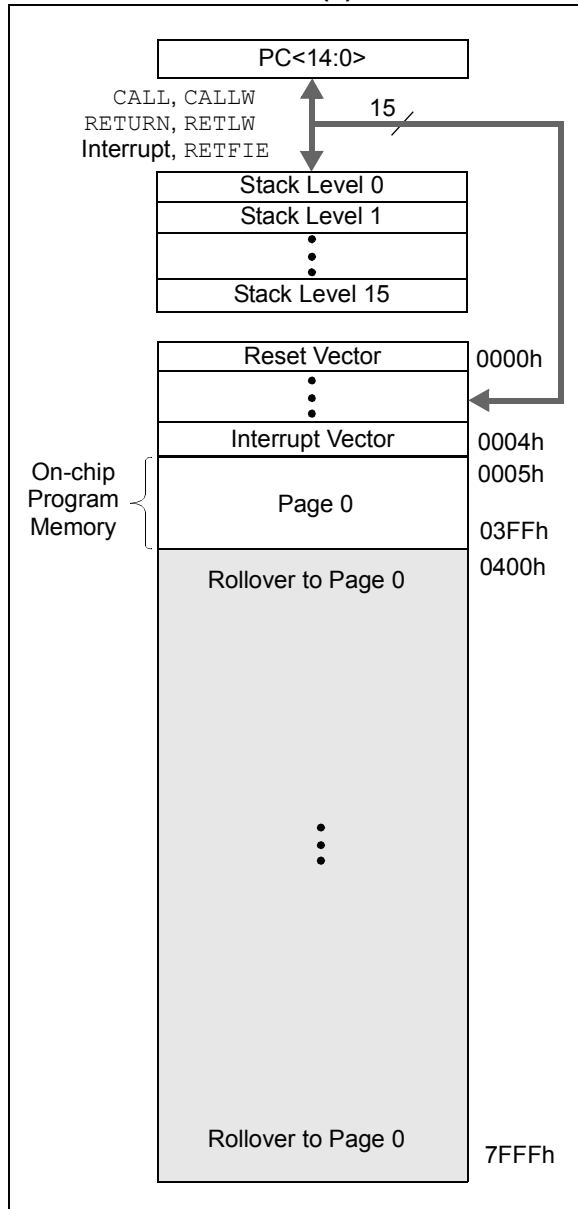 PC<14:0>
CALL, CALLW
RETURN, RETLW
Interrupt, RETFIE
15
Stack Level 0
Stack Level 1
Stack Level 15
Reset Vector
0000h
Interrupt Vector
0004h
On-chip
Program
Memory
0005h
Page 0
03FFh
Rollover to Page 0
0400h
Rollover to Page 0
7FFFh